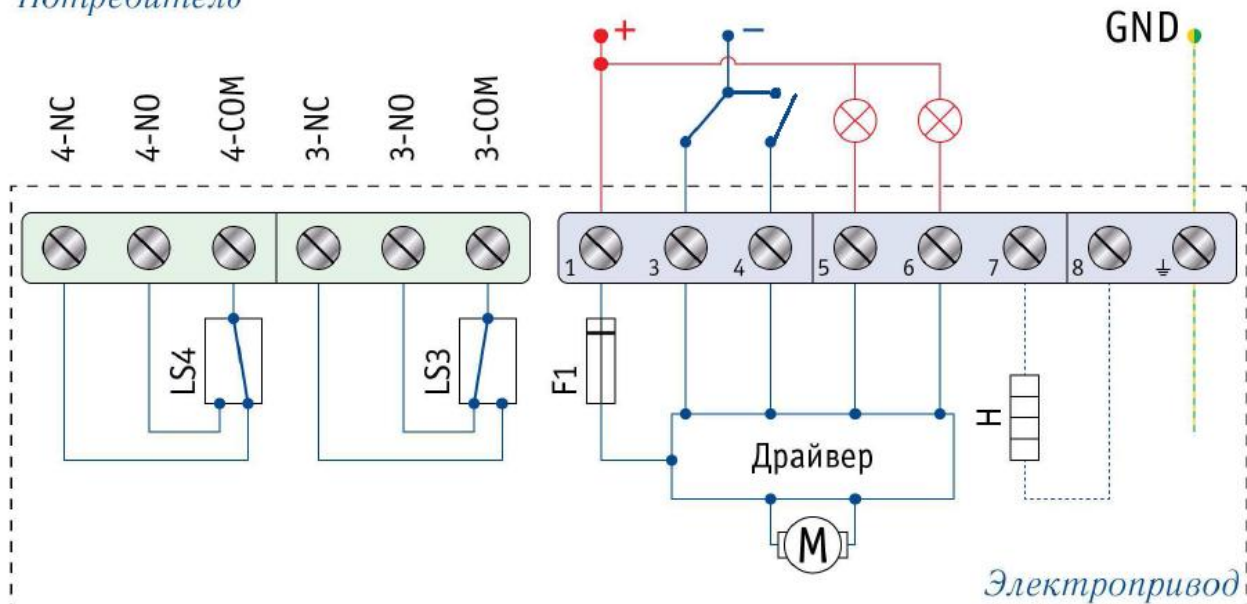 Потребитель
+
−
GND
4-NC
4-NO
4-COM
3-NC
3-NO
3-COM
1
3
4
5
6
7
8
LS4
LS3
F1
Драйвер
H
M
Электропривод